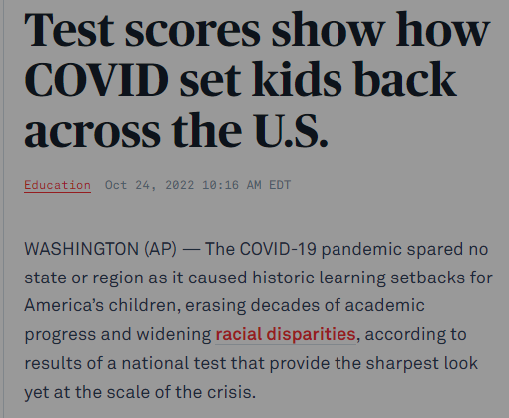 Test scores show how
COVID set kids back
across the U.S.
Education Oct 24, 2022 10:16 AM EDT
WASHINGTON (AP) — The COVID-19 pandemic spared no
state or region as it caused historic learning setbacks for
America’s children, erasing decades of academic
progress and widening racial disparities, according to
results of a national test that provide the sharpest look
yet at the scale of the crisis.